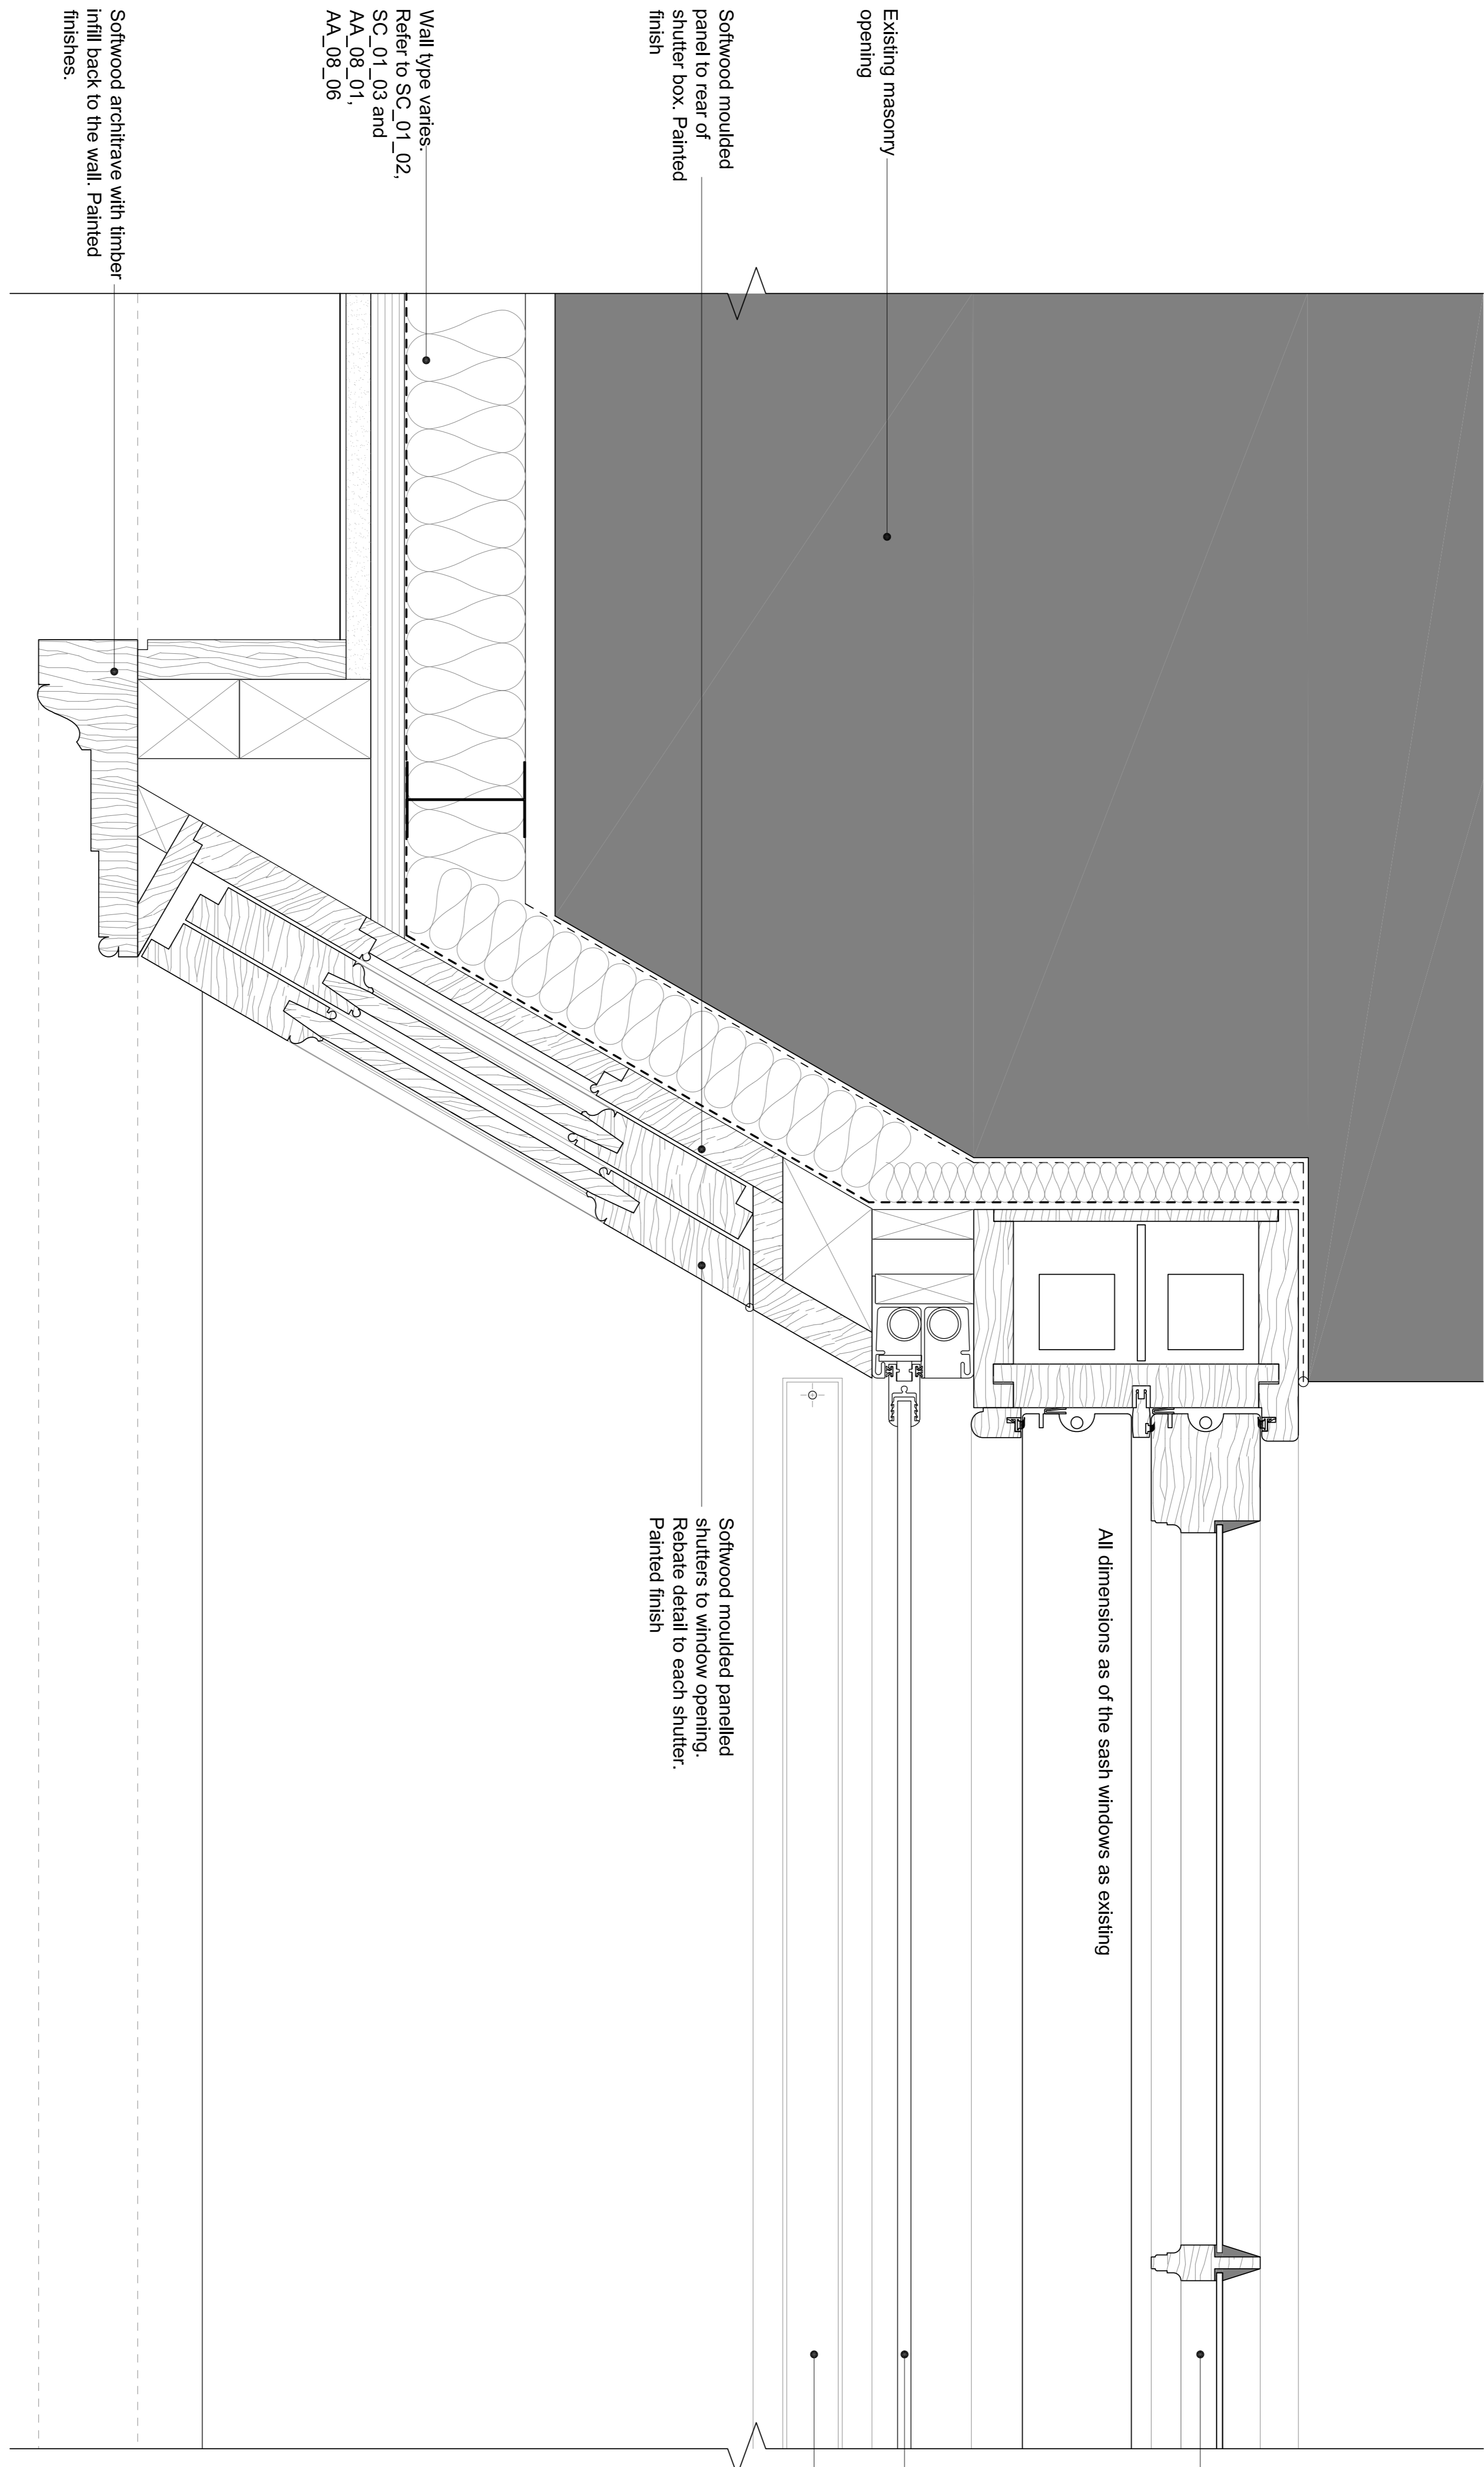 Existing masonry
opening
Softwood moulded
panel to rear of
shutter box. Painted
finish
Wall type varies.
Refer to SC_01_02,
SC_01_03 and
AA_08_01,
AA_08_06
Softwood architrave with timber
infill back to the wall. Painted
finishes.
All dimensions as of the sash windows as existing
Softwood moulded panelled
shutters to window opening.
Rebate detail to each shutter.
Painted finish